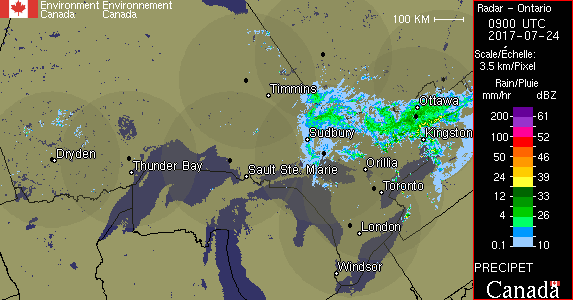 Environment Environnement
Canada Canada
100 KM
Timmins
Ottawa
Sudbury
Kingston
Dryden
Thunder Bay
Sault Ste. Marie
Orillia
Toronto
London
Windsor
Radar - Ontario
0900 UTC
2017-07-24
Scale/Échelle:
3.5 km/Pixel
Rain/Pluie
mm/hr dBZ
200 61
100 52
50 46
24 39
12 33
4 26
0.1 10
PRECIPET
Canada